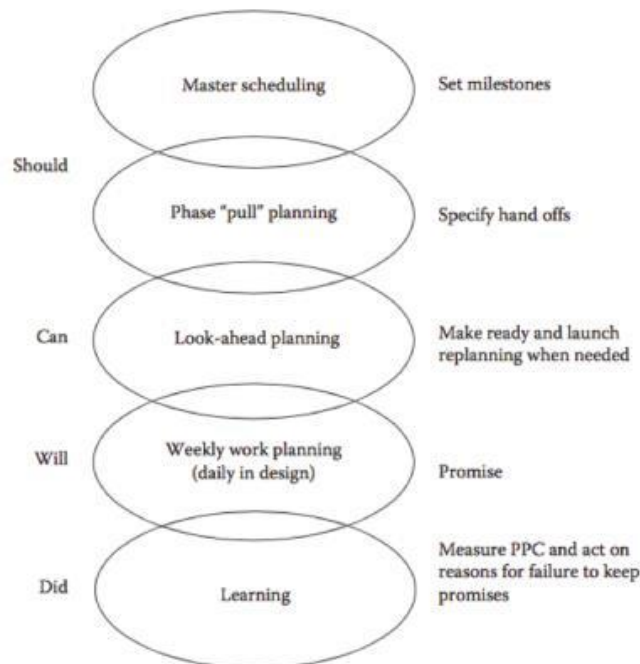 Master scheduling
Set milestones
Should
Phase "pull" planning
Specify hand offs
Can
Look-ahead planning
Make ready and launch
replanning when needed
Will
Weekly work planning
(daily in design)
Promise
Did
Learning
Measure PPC and act on
reasons for failure to keep
promises